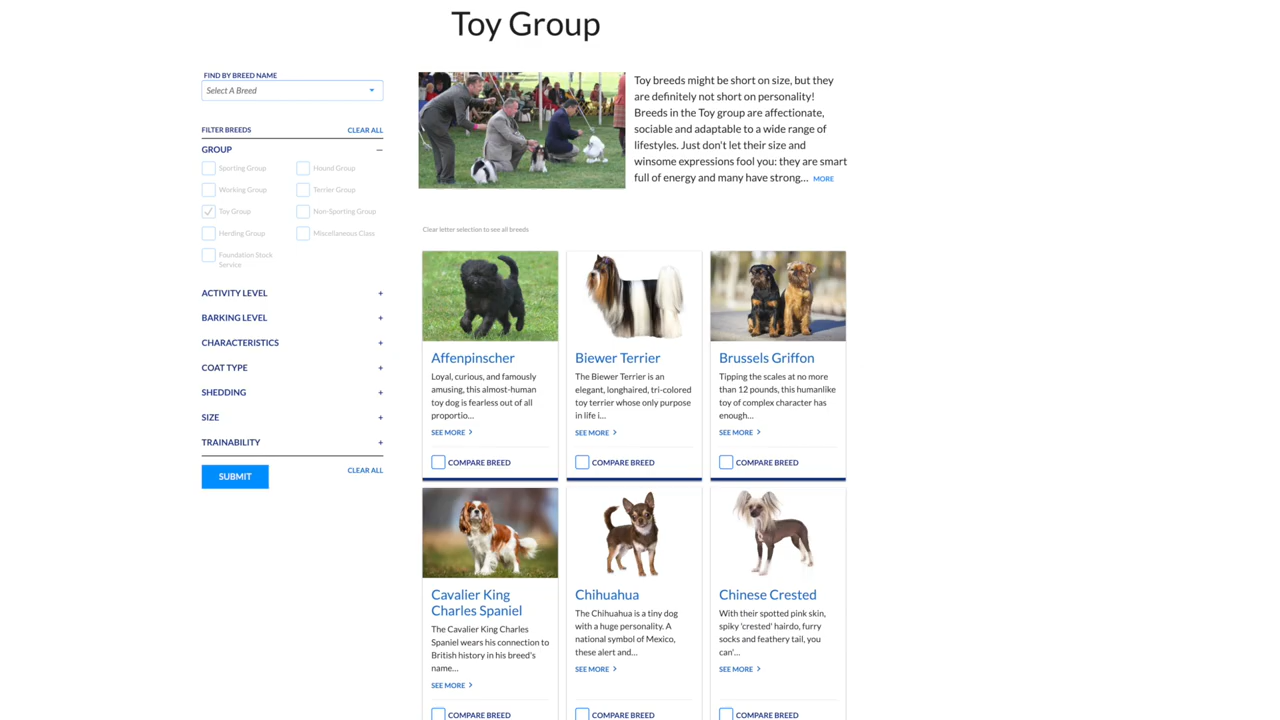 Toy Group
FIND BY BREED NAME
Select A Breed
FILTER BREEDS
CLEAR ALL
GROUP
Sporting Group
Hound Group
Working Group
Terrier Group
Toy Group
Non-Sporting Group
Herding Group
Miscellaneous Class
Foundation Stock
Service
ACTIVITY LEVEL +
BARKING LEVEL +
CHARACTERISTICS +
COAT TYPE +
SHEDDING +
SIZE +
TRAINABILITY +
SUBMIT
CLEAR ALL
Toy breeds might be short on size, but they
are definitely not short on personality!
Breeds in the Toy group are affectionate,
sociable and adaptable to a wide range of
lifestyles. Just don't let their size and
winsome expressions fool you: they are smart
full of energy and many have strong... MORE
Clear letter selection to see all breeds
Affenpinscher
Loyal, curious, and famously
amusing, this almost-human
toy dog is fearless out of all
proportio...
SEE MORE >
COMPARE BREED
Biewer Terrier
The Biewer Terrier is an
elegant, longhaired, tri-colored
toy terrier whose only purpose
in life i...
SEE MORE >
COMPARE BREED
Brussels Griffon
Tipping the scales at no more
than 12 pounds, this humanlike
toy of complex character has
enough...
SEE MORE >
COMPARE BREED
Cavalier King
Charles Spaniel
The Cavalier King Charles
Spaniel wears his connection to
British history in his breed's
name...
SEE MORE >
COMPARE BREED
Chihuahua
The Chihuahua is a tiny dog
with a huge personality. A
national symbol of Mexico,
these alert and...
SEE MORE >
COMPARE BREED
Chinese Crested
With their spotted pink skin,
spiky 'crested' hairdo, furry
socks and feathery tail, you
can'...
SEE MORE >
COMPARE BREED